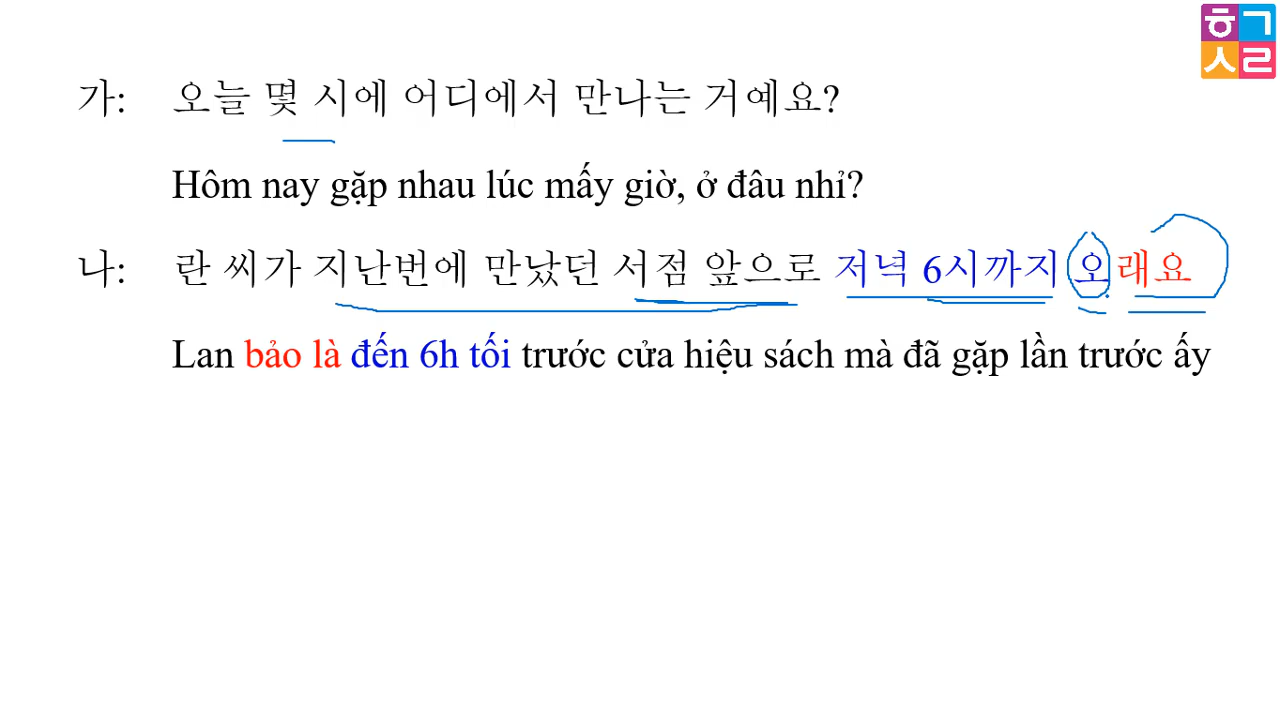 ㅎㄱ
ㅅㄹ
가: 오늘 몇 시에 어디에서 만나는 거예요?
Hôm nay gặp nhau lúc mấy giờ, ở đâu nhỉ?
나: 란 씨가 지난번에 만났던 서점 앞으로 저녁 6시까지 오래요
Lan bảo là đến 6h tối trước cửa hiệu sách mà đã gặp lần trước ấy